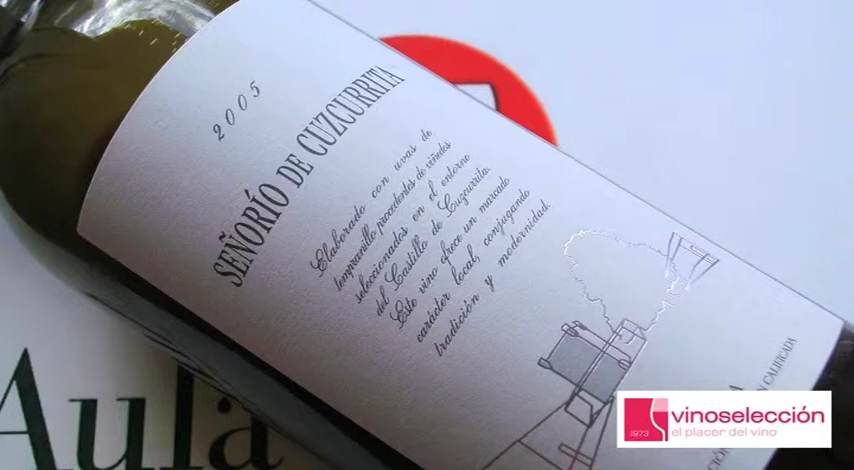 2005
SEÑORÍO DE CUZCURRITA
Elaborado con uvas de
tempranillo procedentes de viñedos
seleccionados en el entorno
del Castillo de Cuzcurrita.
Este vino ofrece un marcado
carácter local, conjugando
tradición y modernidad.
CALIFICADA
Aula
1973
vinoselección
el placer del vino